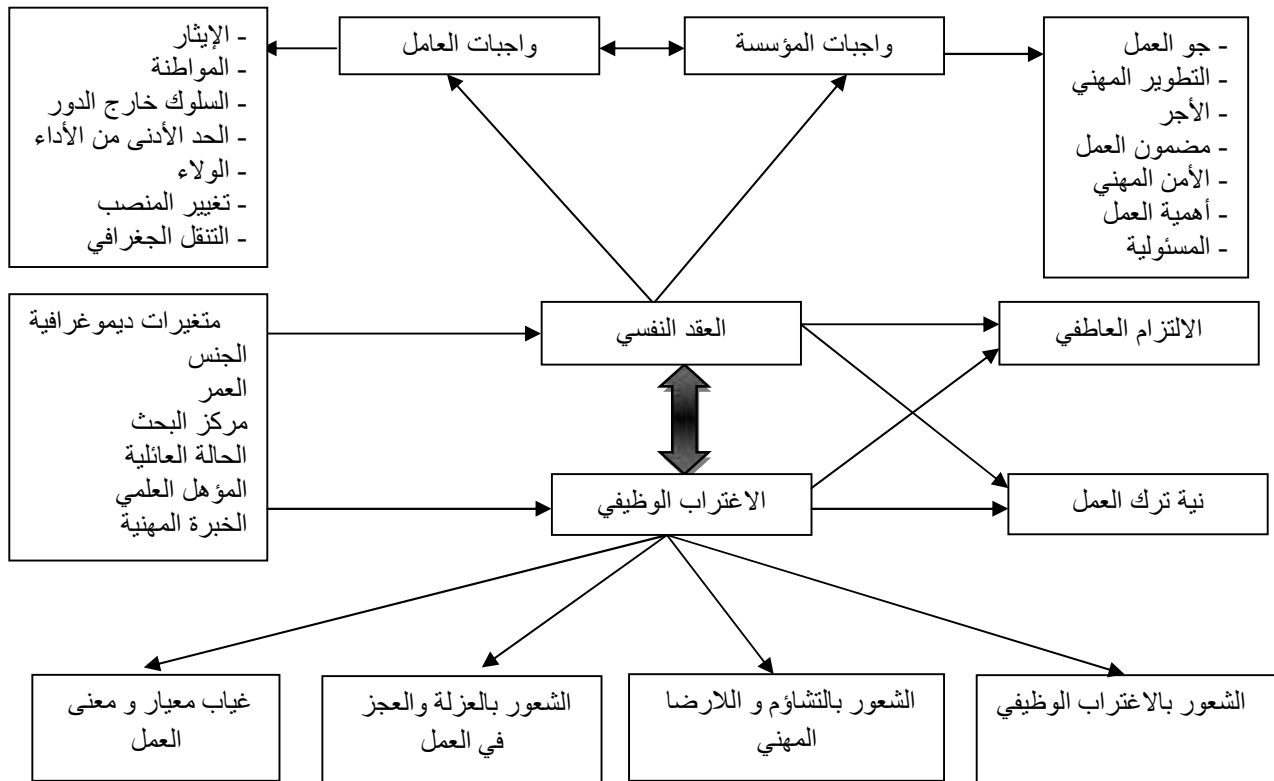 واجبات المؤسسة
واجبات العامل
- جو العمل
- التطوير المهني
- الأجر
- مضمون العمل
- الأمن المهني
- أهمية العمل
- المسئولية
- الإيثار
- المواطنة
- السلوك خارج الدور
- الحد الأدنى من الأداء
- الولاء
- تغيير المنصب
- التنقل الجغرافي
الالتزام العاطفي
العقد النفسي
متغيرات ديموغرافية
الجنس
العمر
مركز البحث
الحالة العائلية
المؤهل العلمي
الخبرة المهنية
نية ترك العمل
الاغتراب الوظيفي
الشعور بالاغتراب الوظيفي
الشعور بالتشاؤم و اللارضا
المهني
الشعور بالعزلة والعجز
في العمل
غياب معيار و معنى
العمل